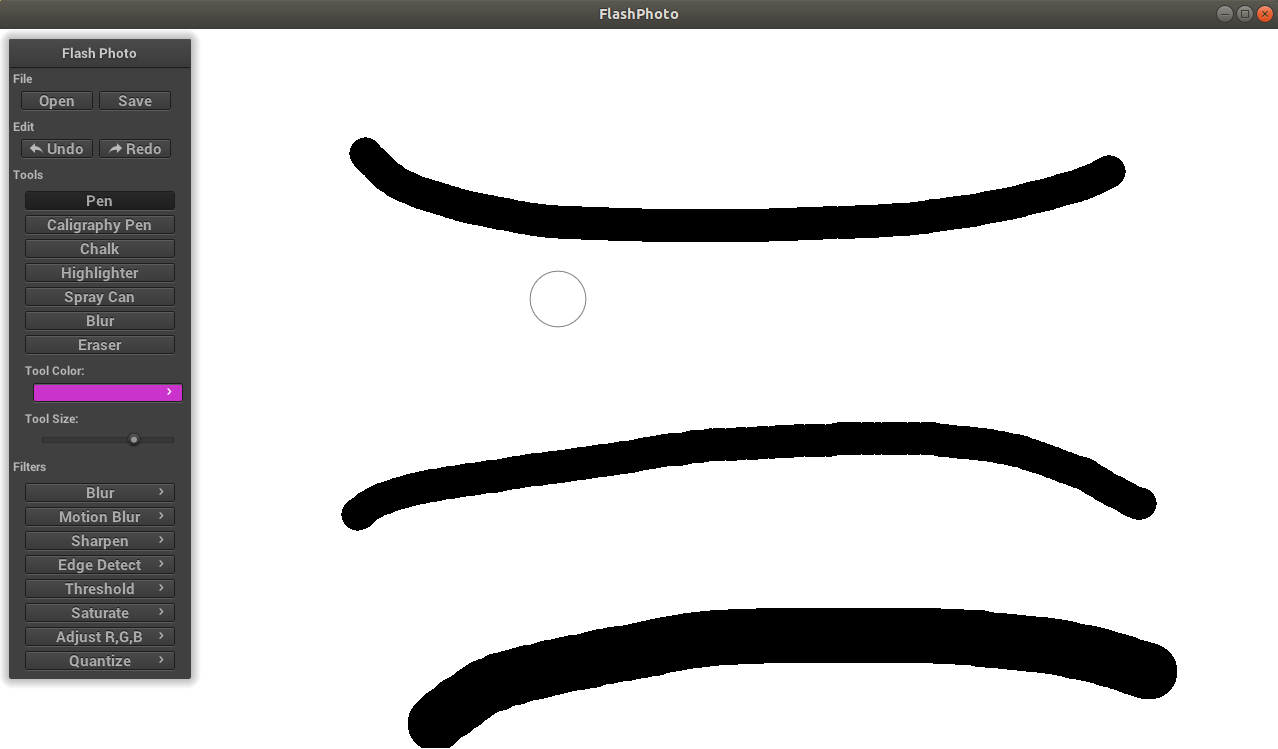 FlashPhoto
Flash Photo
File
Open Save
Edit
Undo Redo
Tools
Pen
Caligraphy Pen
Chalk
Highlighter
Spray Can
Blur
Eraser
Tool Color:
Tool Size:
Filters
Blur
Motion Blur
Sharpen
Edge Detect
Threshold
Saturate
Adjust R,G,B
Quantize